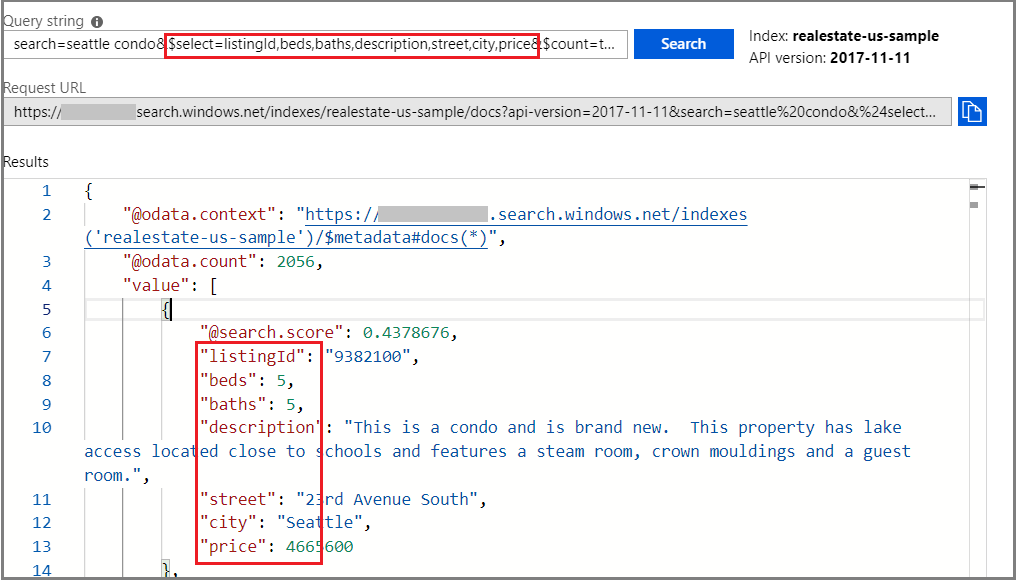 Query string
search=seattle condo&$select=listingId,beds,baths,description,street,city,price&$count=t...
Search
Index: realestate-us-sample
API version: 2017-11-11
Request URL
https://search.windows.net/indexes/realestate-us-sample/docs?api-version=2017-11-11&search=seattle%20condo&%24select...
Results
1 {
2 "@odata.context": "https://.search.windows.net/indexes
('realestate-us-sample')/$metadata#docs(*)",
3 "@odata.count": 2056,
4 "value": [
5 {
6 "@search.score": 0.4378676,
7 "listingId": "9382100",
8 "beds": 5,
9 "baths": 5,
10 "description": "This is a condo and is brand new.  This property has lake
access located close to schools and features a steam room, crown mouldings and a guest
room.",
11 "street": "23rd Avenue South",
12 "city": "Seattle",
13 "price": 4665600
14 },